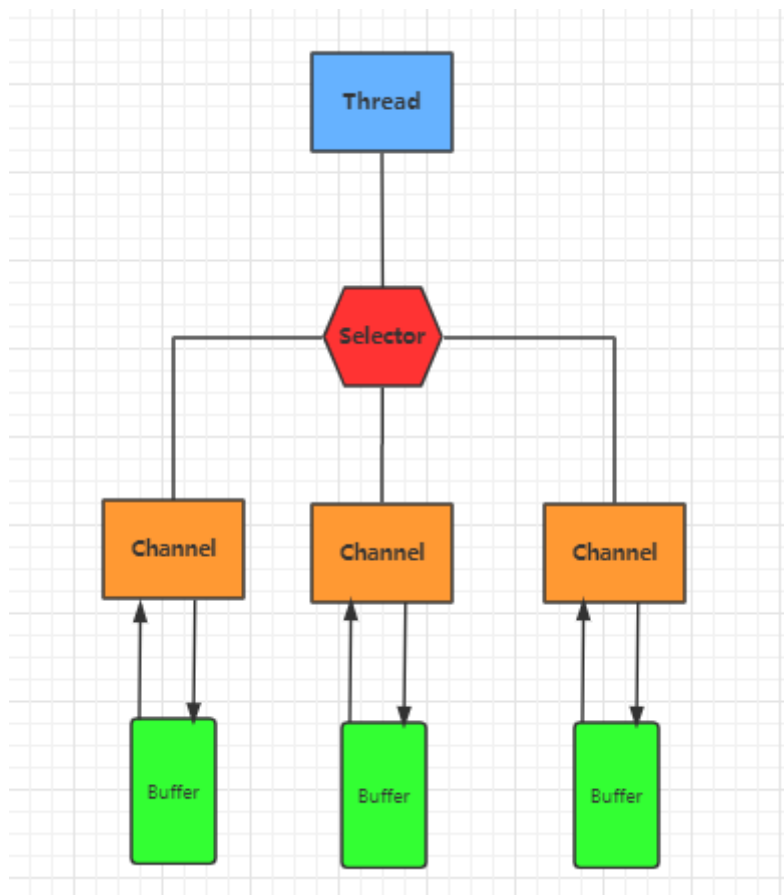 Thread
Selector
Channel
Channel
Channel
Buffer
Buffer
Buffer